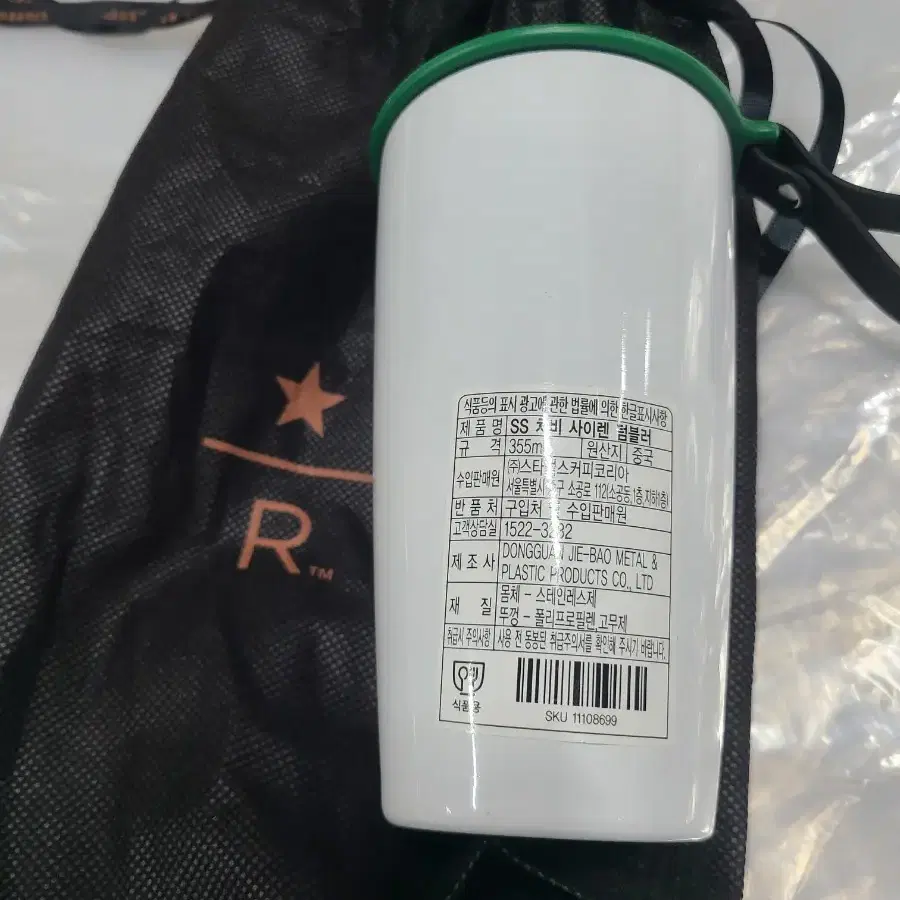 R
TM
식품등의 표시 광고에 관한 법률에 의한 한글표시사항
제 품 명 SS 처비 사이렌 텀블러
규 격 355ml 원산지 중국
수입판매원 ㈜스타벅스커피코리아
서울특별시 중구 소공로 112(소공동,1층,지하1층)
반 품 처 구입처 및 수입판매원
고객상담실 1522-3232
제 조 사 DONGGUAN JIE-BAO METAL &
PLASTIC PRODUCTS CO., LTD
재 질 몸체 - 스테인레스제
뚜껑 - 폴리프로필렌,고무제
취급시 주의사항 사용 전 동봉된 취급주의서를 확인해 주시기 바랍니다.
식품용
SKU 11108699